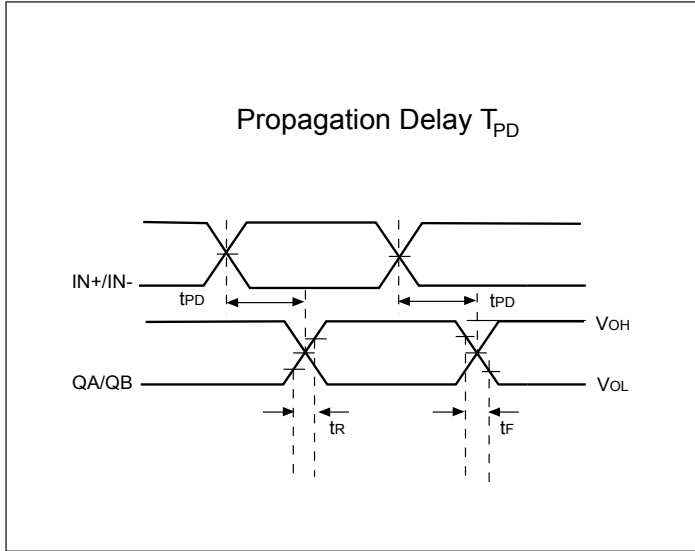 Propagation Delay TPD
IN+/IN-
tPD
tPD
VOH
QA/QB
VOL
tR
tF